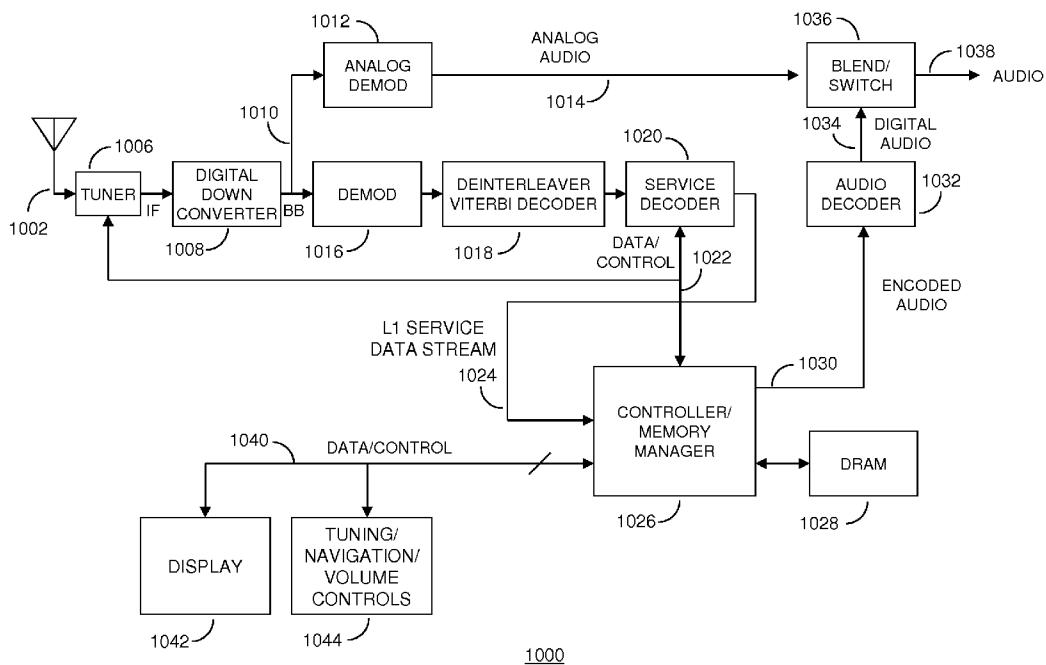 1012
1036
ANALOG
AUDIO
1038
ANALOG
DEMOD
BLEND/
SWITCH
AUDIO
1014
1010
1034
DIGITAL
AUDIO
1006
1020
TUNER
IF
DIGITAL
DOWN
CONVERTER
BB
DEMOD
DEINTERLEAVER
VITERBI DECODER
SERVICE
DECODER
AUDIO
DECODER
1032
1002
1008
1016
1018
DATA/
CONTROL
1022
ENCODED
AUDIO
L1 SERVICE
DATA STREAM
1024
1030
CONTROLLER/
MEMORY
MANAGER
1040
DATA/CONTROL
DRAM
1026
1028
DISPLAY
TUNING/
NAVIGATION/
VOLUME
CONTROLS
1042
1044
1000